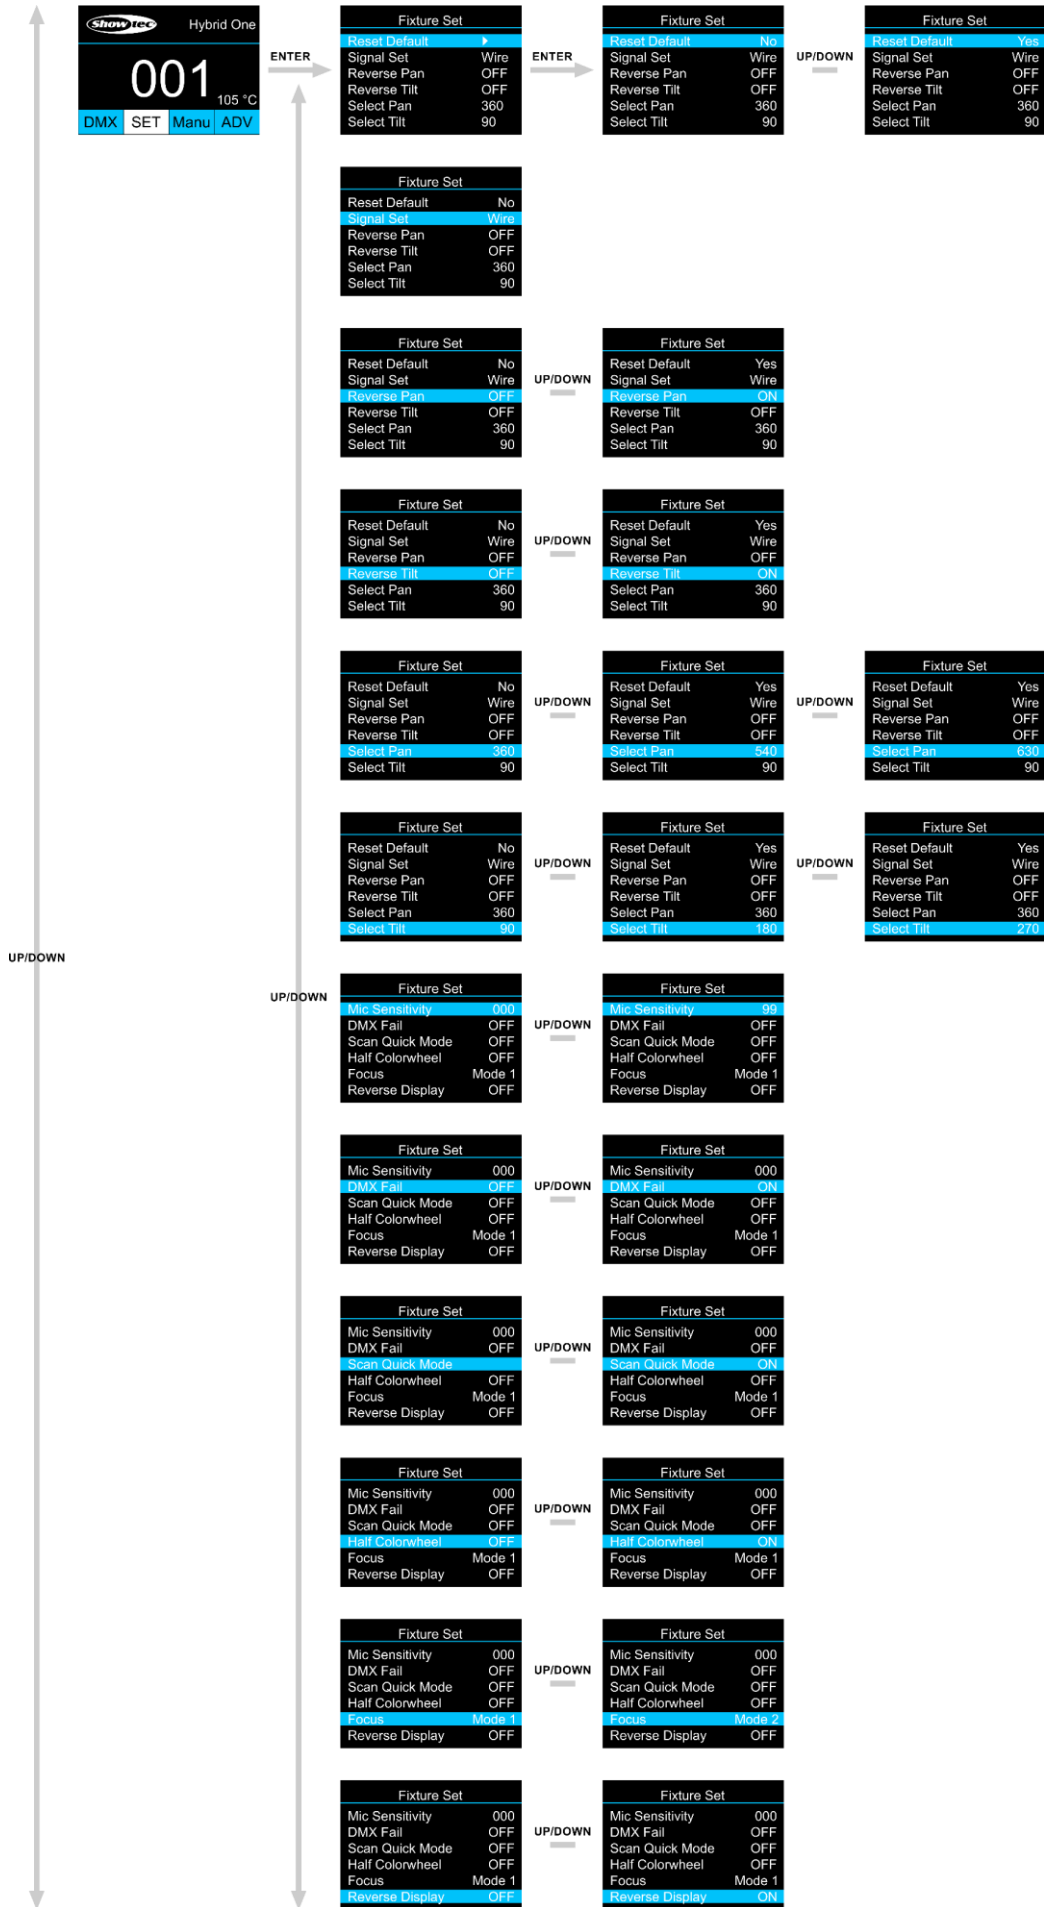 Showtec Hybrid One
001
105 °C
DMX SET Manu ADV
ENTER
Fixture Set
Reset Default
Signal Set Wire
Reverse Pan OFF
Reverse Tilt OFF
Select Pan 360
Select Tilt 90
ENTER
Fixture Set
Reset Default No
Signal Set Wire
Reverse Pan OFF
Reverse Tilt OFF
Select Pan 360
Select Tilt 90
UP/DOWN
Fixture Set
Reset Default Yes
Signal Set Wire
Reverse Pan OFF
Reverse Tilt OFF
Select Pan 360
Select Tilt 90
Fixture Set
Reset Default No
Signal Set Wire
Reverse Pan OFF
Reverse Tilt OFF
Select Pan 360
Select Tilt 90
Fixture Set
Reset Default No
Signal Set Wire
Reverse Pan OFF
Reverse Tilt OFF
Select Pan 360
Select Tilt 90
UP/DOWN
Fixture Set
Reset Default Yes
Signal Set Wire
Reverse Pan ON
Reverse Tilt OFF
Select Pan 360
Select Tilt 90
Fixture Set
Reset Default No
Signal Set Wire
Reverse Pan OFF
Reverse Tilt OFF
Select Pan 360
Select Tilt 90
UP/DOWN
Fixture Set
Reset Default Yes
Signal Set Wire
Reverse Pan OFF
Reverse Tilt ON
Select Pan 360
Select Tilt 90
Fixture Set
Reset Default No
Signal Set Wire
Reverse Pan OFF
Reverse Tilt OFF
Select Pan 360
Select Tilt 90
UP/DOWN
Fixture Set
Reset Default Yes
Signal Set Wire
Reverse Pan OFF
Reverse Tilt OFF
Select Pan 540
Select Tilt 90
UP/DOWN
Fixture Set
Reset Default Yes
Signal Set Wire
Reverse Pan OFF
Reverse Tilt OFF
Select Pan 630
Select Tilt 90
Fixture Set
Reset Default No
Signal Set Wire
Reverse Pan OFF
Reverse Tilt OFF
Select Pan 360
Select Tilt 90
UP/DOWN
Fixture Set
Reset Default Yes
Signal Set Wire
Reverse Pan OFF
Reverse Tilt OFF
Select Pan 360
Select Tilt 180
UP/DOWN
Fixture Set
Reset Default Yes
Signal Set Wire
Reverse Pan OFF
Reverse Tilt OFF
Select Pan 360
Select Tilt 270
UP/DOWN
UP/DOWN
Fixture Set
Mic Sensitivity 000
DMX Fail OFF
Scan Quick Mode OFF
Half Colorwheel OFF
Focus Mode 1
Reverse Display OFF
UP/DOWN
Fixture Set
Mic Sensitivity 99
DMX Fail OFF
Scan Quick Mode OFF
Half Colorwheel OFF
Focus Mode 1
Reverse Display OFF
Fixture Set
Mic Sensitivity 000
DMX Fail OFF
Scan Quick Mode OFF
Half Colorwheel OFF
Focus Mode 1
Reverse Display OFF
UP/DOWN
Fixture Set
Mic Sensitivity 000
DMX Fail ON
Scan Quick Mode OFF
Half Colorwheel OFF
Focus Mode 1
Reverse Display OFF
Fixture Set
Mic Sensitivity 000
DMX Fail OFF
Scan Quick Mode
Half Colorwheel OFF
Focus Mode 1
Reverse Display OFF
UP/DOWN
Fixture Set
Mic Sensitivity 000
DMX Fail OFF
Scan Quick Mode ON
Half Colorwheel OFF
Focus Mode 1
Reverse Display OFF
Fixture Set
Mic Sensitivity 000
DMX Fail OFF
Scan Quick Mode OFF
Half Colorwheel OFF
Focus Mode 1
Reverse Display OFF
UP/DOWN
Fixture Set
Mic Sensitivity 000
DMX Fail OFF
Scan Quick Mode OFF
Half Colorwheel ON
Focus Mode 1
Reverse Display OFF
Fixture Set
Mic Sensitivity 000
DMX Fail OFF
Scan Quick Mode OFF
Half Colorwheel OFF
Focus Mode 1
Reverse Display OFF
UP/DOWN
Fixture Set
Mic Sensitivity 000
DMX Fail OFF
Scan Quick Mode OFF
Half Colorwheel OFF
Focus Mode 2
Reverse Display OFF
Fixture Set
Mic Sensitivity 000
DMX Fail OFF
Scan Quick Mode OFF
Half Colorwheel OFF
Focus Mode 1
Reverse Display OFF
UP/DOWN
Fixture Set
Mic Sensitivity 000
DMX Fail OFF
Scan Quick Mode OFF
Half Colorwheel OFF
Focus Mode 1
Reverse Display ON